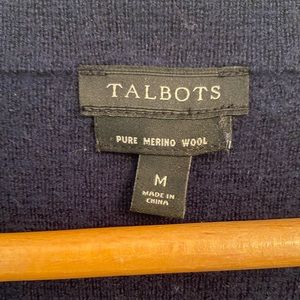 TALBOTS
PURE MERINO WOOL
M
MADE IN
CHINA